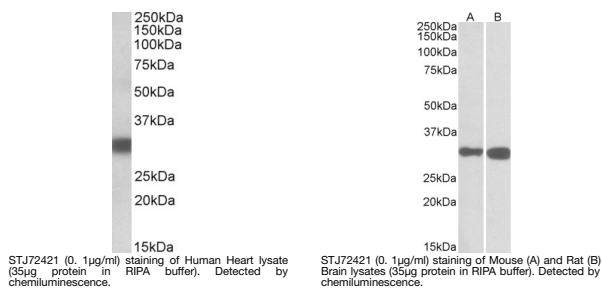 250kDa
150kDa
100kDa
75kDa
50kDa
37kDa
25kDa
20kDa
15kDa
STJ72421 (0. 1µg/ml) staining of Human Heart lysate
(35µg protein in RIPA buffer). Detected by
chemiluminescence.
A B
250kDa
150kDa
100kDa
75kDa
50kDa
37kDa
25kDa
20kDa
15kDa
STJ72421 (0. 1µg/ml) staining of Mouse (A) and Rat (B)
Brain lysates (35µg protein in RIPA buffer). Detected by
chemiluminescence.